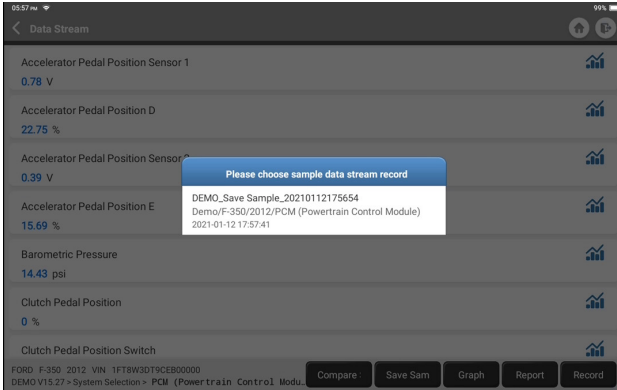 05:57 PM
99%
Data Stream
Accelerator Pedal Position Sensor 1
0.78 V
Accelerator Pedal Position D
22.75 %
Accelerator Pedal Position Sensor 2
0.39 V
Please choose sample data stream record
DEMO_Save Sample_20210112175654
Demo/F-350/2012/PCM (Powertrain Control Module)
2021-01-12 17:57:41
Accelerator Pedal Position E
15.69 %
Barometric Pressure
14.43 psi
Clutch Pedal Position
0 %
Clutch Pedal Position Switch
FORD F-350 2012 VIN 1FT8W3DT9CEB00000
DEMO V15.27 > System Selection > PCM (Powertrain Control Modu...
Compare :
Save Sam
Graph
Report
Record